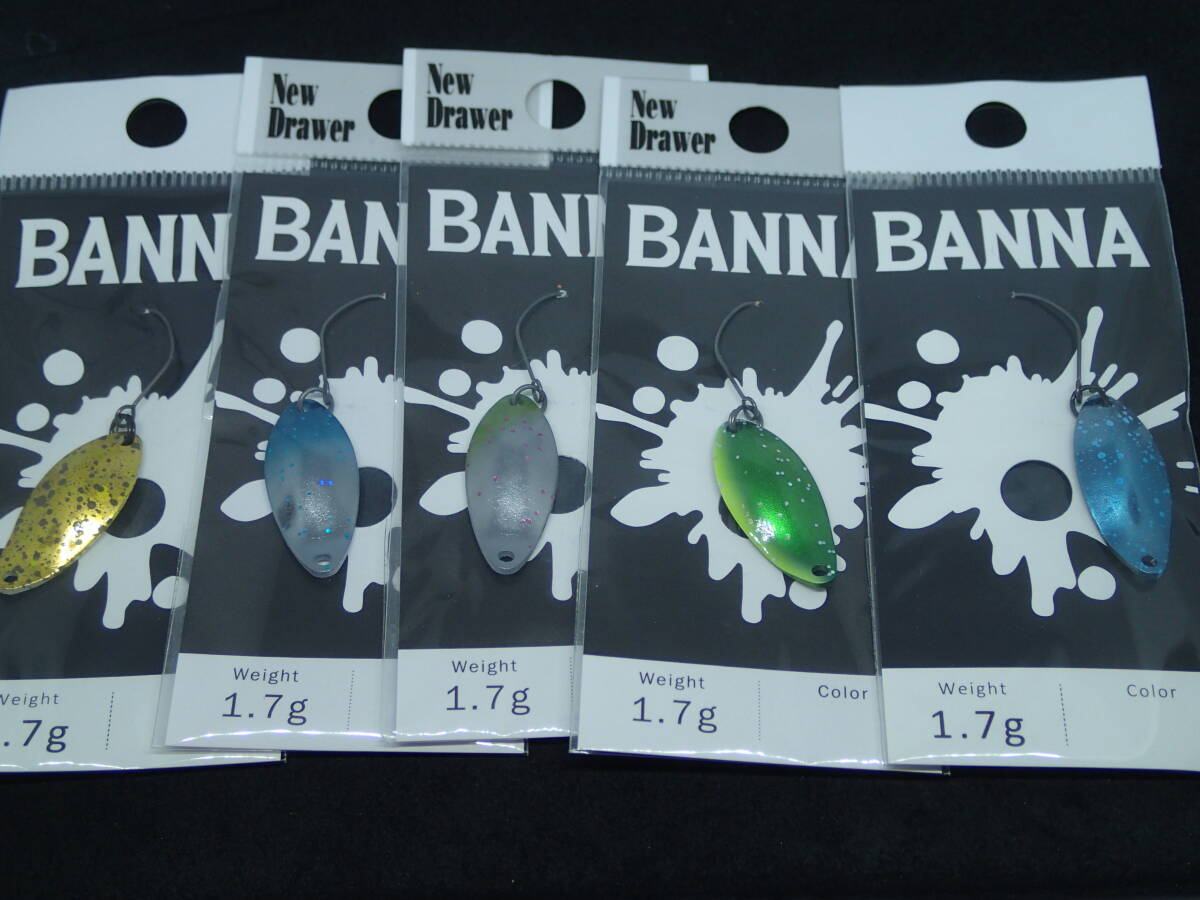 BANN
Weight
.7g
New
Drawer
BAN
Weight
1.7g
New
Drawer
BAN
Weight
1.7g
New
Drawer
BANNA
Weight
1.7g
Color
BANNA
Weight
1.7g
Color